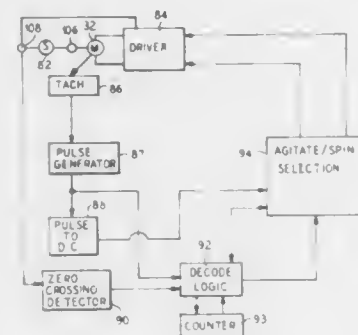 108
S
82
106
32
M
DRIVER
84
TACH
86
PULSE
GENERATOR
87
PULSE
TO
D.C.
88
ZERO
CROSSING
DETECTOR
90
92
DECODE
LOGIC
COUNTER
93
94
AGITATE/SPIN
SELECTION